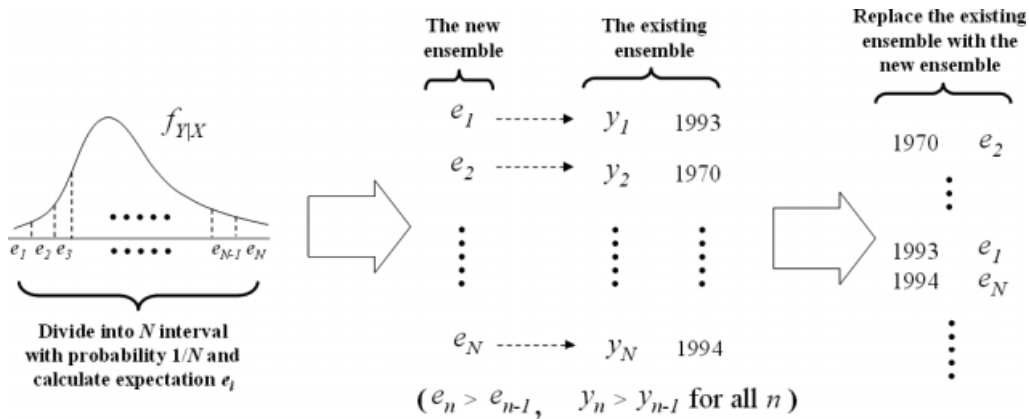 f_{Y|X}
e_1 e_2 e_3 e_{N-1} e_N
Divide into N interval
with probability 1/N and
calculate expectation e_i
The new
ensemble
The existing
ensemble
e_1 y_1 1993
e_2 y_2 1970
e_N y_N 1994
( e_n > e_{n-1}, y_n > y_{n-1} for all n )
Replace the existing
ensemble with the
new ensemble
1970 e_2
1993 e_1
1994 e_N